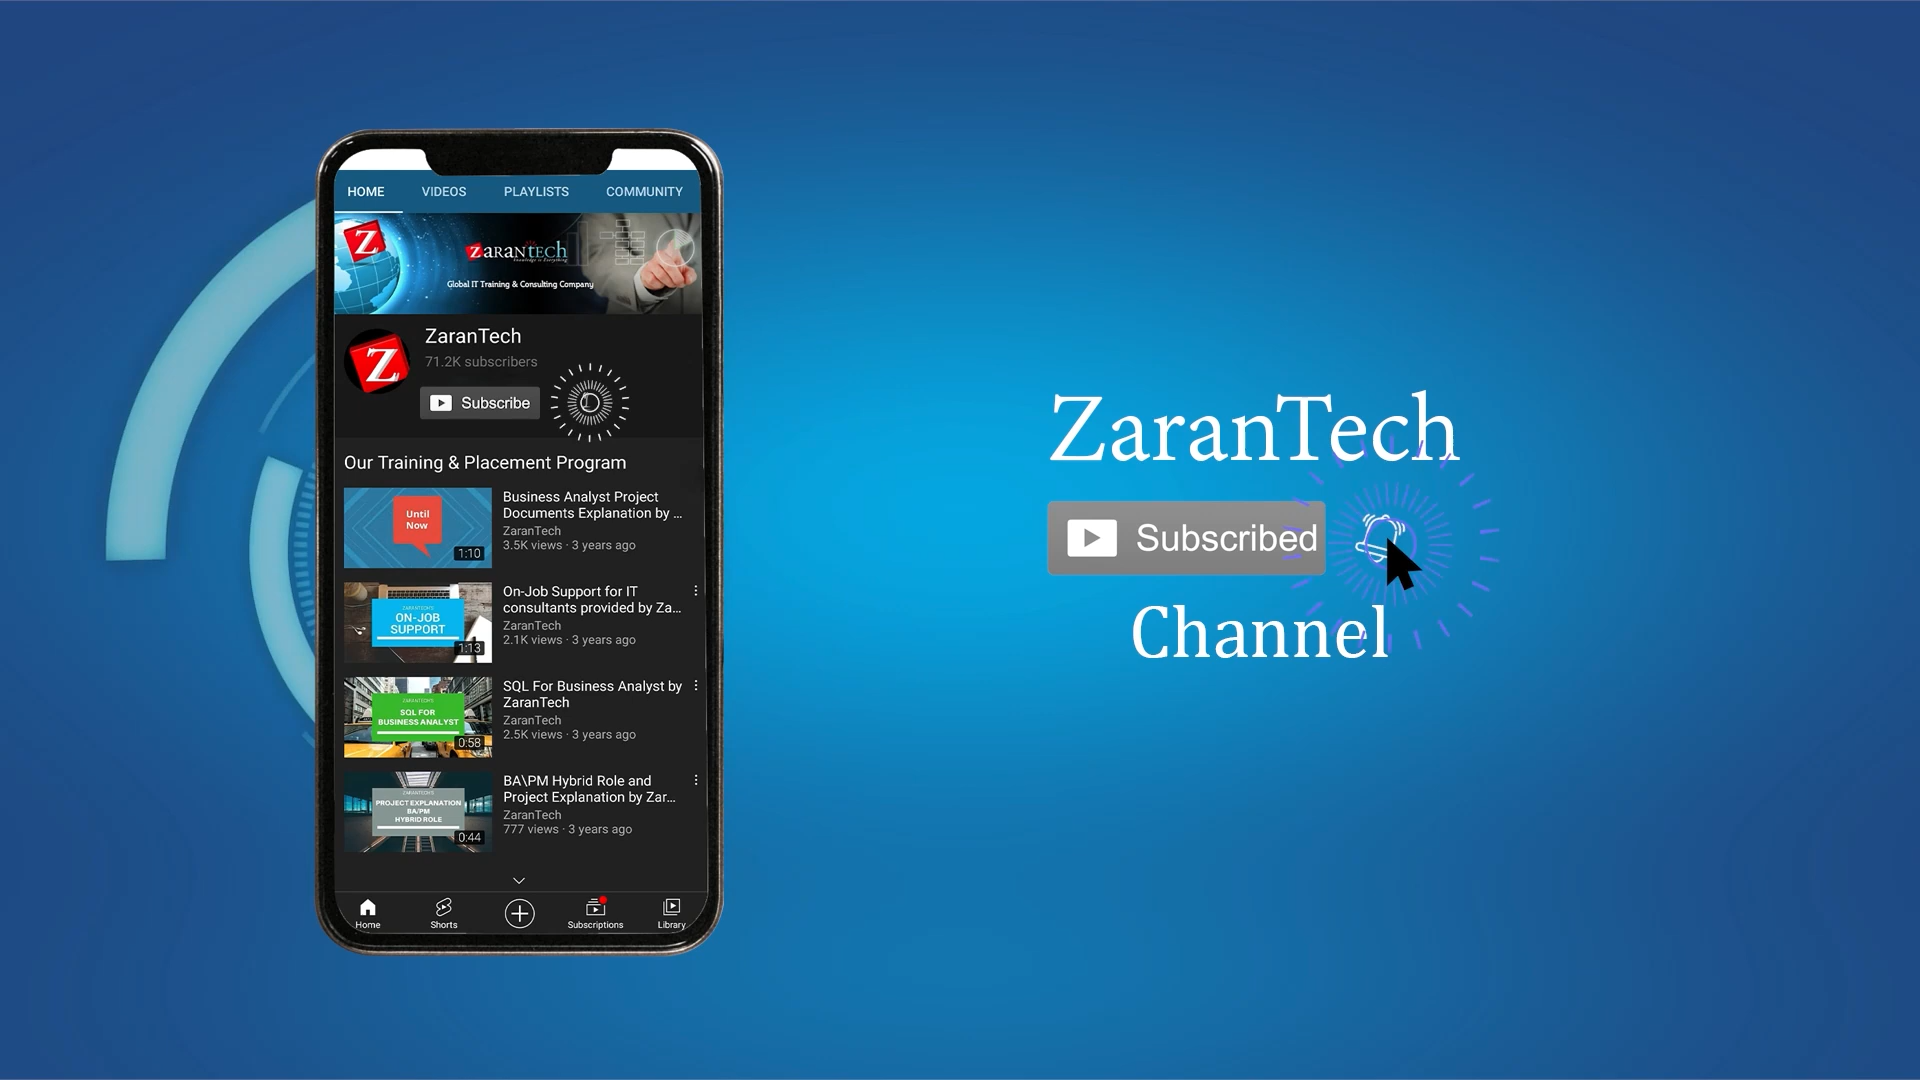 HOME VIDEOS PLAYLISTS COMMUNITY
Z
ZARANTECH
Global IT Training & Consulting Company
Z
ZaranTech
71.2K subscribers
Subscribe
Our Training & Placement Program
Until
Now
1:10
Business Analyst Project
Documents Explanation by ...
ZaranTech
3.5K views · 3 years ago
ZARANTECH'S
ON-JOB
SUPPORT
1:13
On-Job Support for IT
consultants provided by Za...
ZaranTech
2.1K views · 3 years ago
ZARANTECH'S
SQL FOR
BUSINESS ANALYST
0:58
SQL For Business Analyst by
ZaranTech
ZaranTech
2.5K views · 3 years ago
ZARANTECH'S
PROJECT EXPLANATION
BA/PM
HYBRID ROLE
0:44
BA\PM Hybrid Role and
Project Explanation by Zar...
ZaranTech
777 views · 3 years ago
Home Shorts Subscriptions Library
ZaranTech
Subscribed
Channel